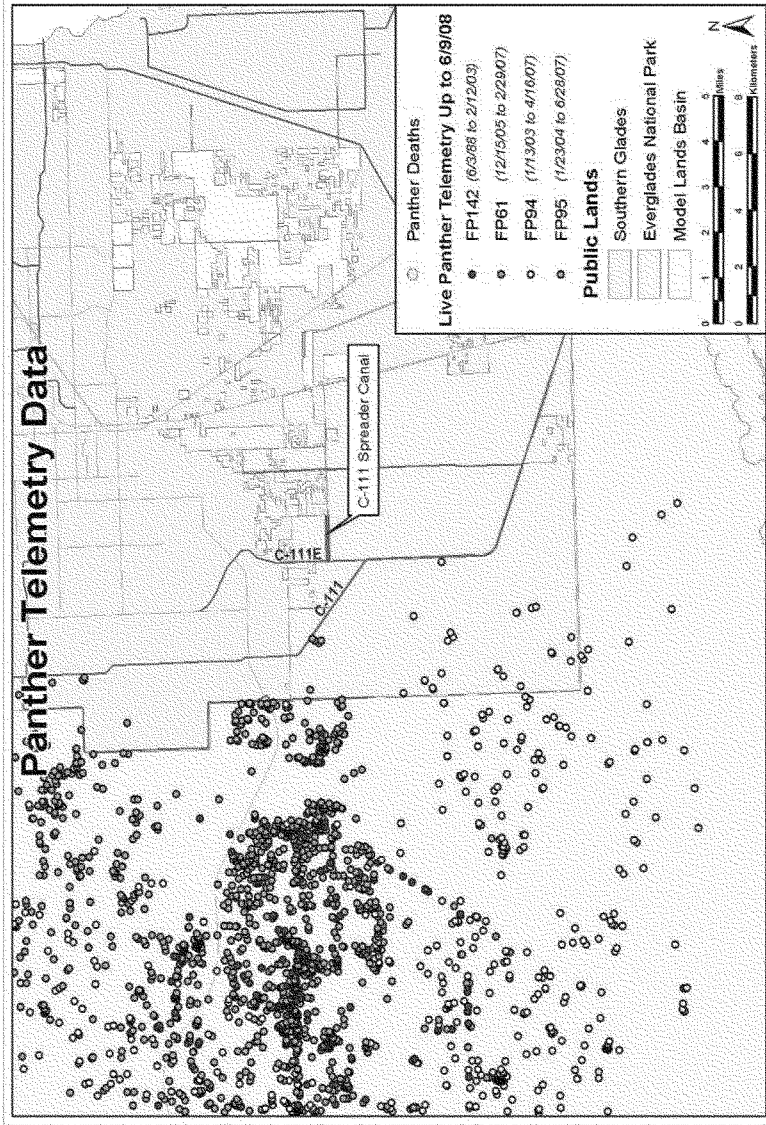 Panther Telemetry Data
C-111E
C-111
C-111 Spreader Canal
Panther Deaths
Live Panther Telemetry Up to 6/9/08
FP142 (6/3/88 to 2/12/03)
FP61 (12/15/05 to 2/29/07)
FP94 (1/13/03 to 4/16/07)
FP95 (1/23/04 to 6/28/07)
Public Lands
Southern Glades
Everglades National Park
Model Lands Basin
N
0 1 2 3 4 5
Miles
0 2 4 6 8
Kilometers